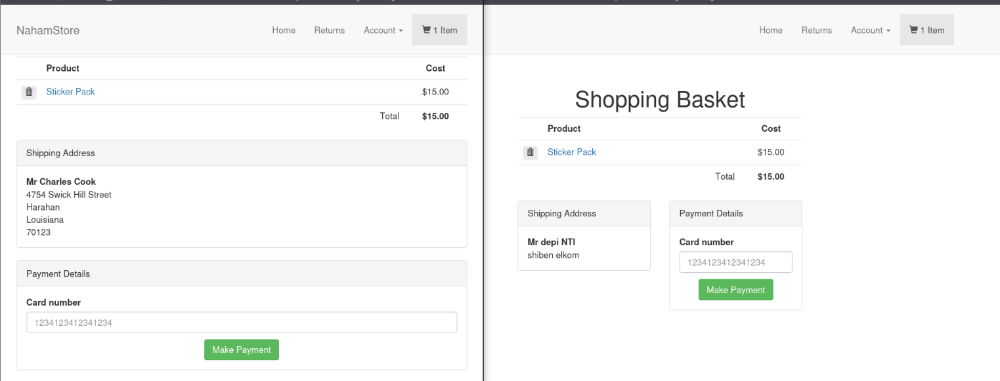 NahamStore
Home Returns Account 1 Item
Product Cost
Sticker Pack $15.00
Total $15.00
Shipping Address
Mr Charles Cook
4754 Swick Hill Street
Harahan
Louisiana
70123
Payment Details
Card number
1234123412341234
Make Payment
Home Returns Account 1 Item
Shopping Basket
Product Cost
Sticker Pack $15.00
Total $15.00
Shipping Address
Mr depi NTI
shiben elkom
Payment Details
Card number
1234123412341234
Make Payment